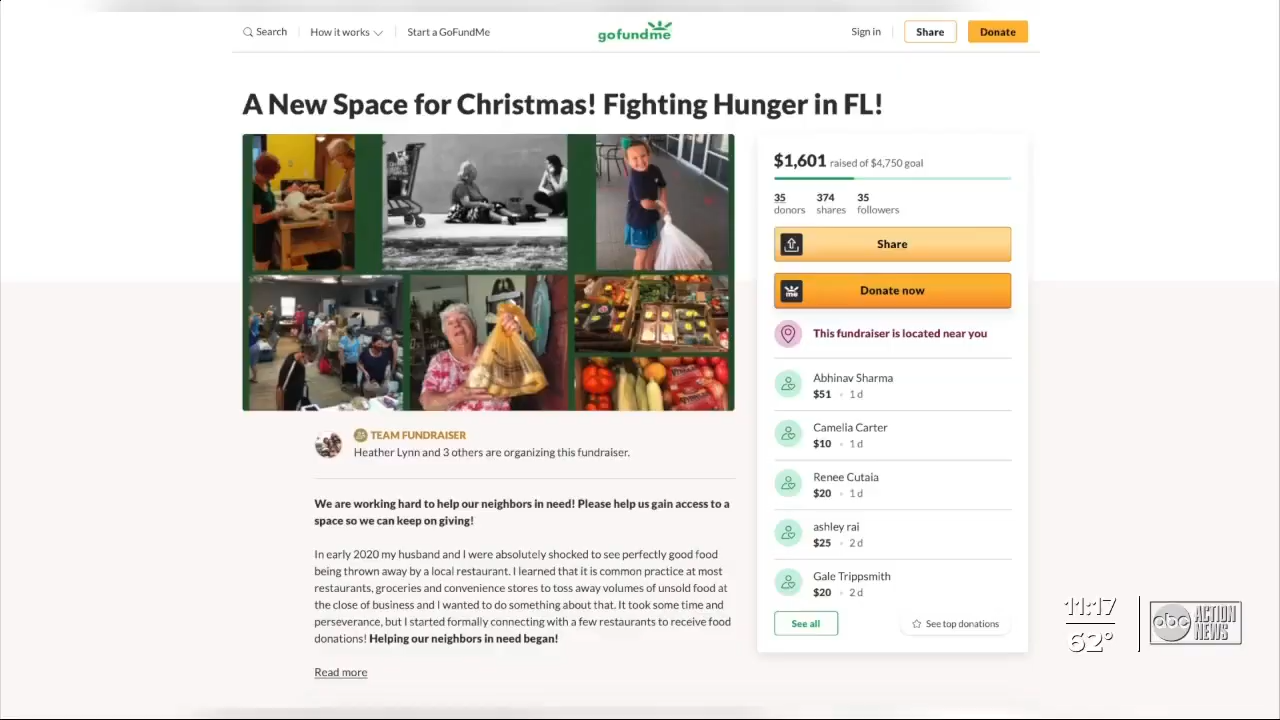 Search
How it works
Start a GoFundMe
gofundme
Sign in
Share
Donate
A New Space for Christmas! Fighting Hunger in FL!
$1,601 raised of $4,750 goal
35 374 35
donors shares followers
Share
me Donate now
This fundraiser is located near you
Abhinav Sharma
$51 • 1 d
Camelia Carter
$10 • 1 d
Renee Cutaia
$20 • 1 d
ashley rai
$25 • 2 d
Gale Trippsmith
$20 • 2 d
See all
See top donations
TEAM FUNDRAISER
Heather Lynn and 3 others are organizing this fundraiser.
We are working hard to help our neighbors in need! Please help us gain access to a
space so we can keep on giving!
In early 2020 my husband and I were absolutely shocked to see perfectly good food
being thrown away by a local restaurant. I learned that it is common practice at most
restaurants, groceries and convenience stores to toss away volumes of unsold food at
the close of business and I wanted to do something about that. It took some time and
perseverance, but I started formally connecting with a few restaurants to receive food
donations! Helping our neighbors in need began!
Read more
11:17
62°
abc ACTION
NEWS